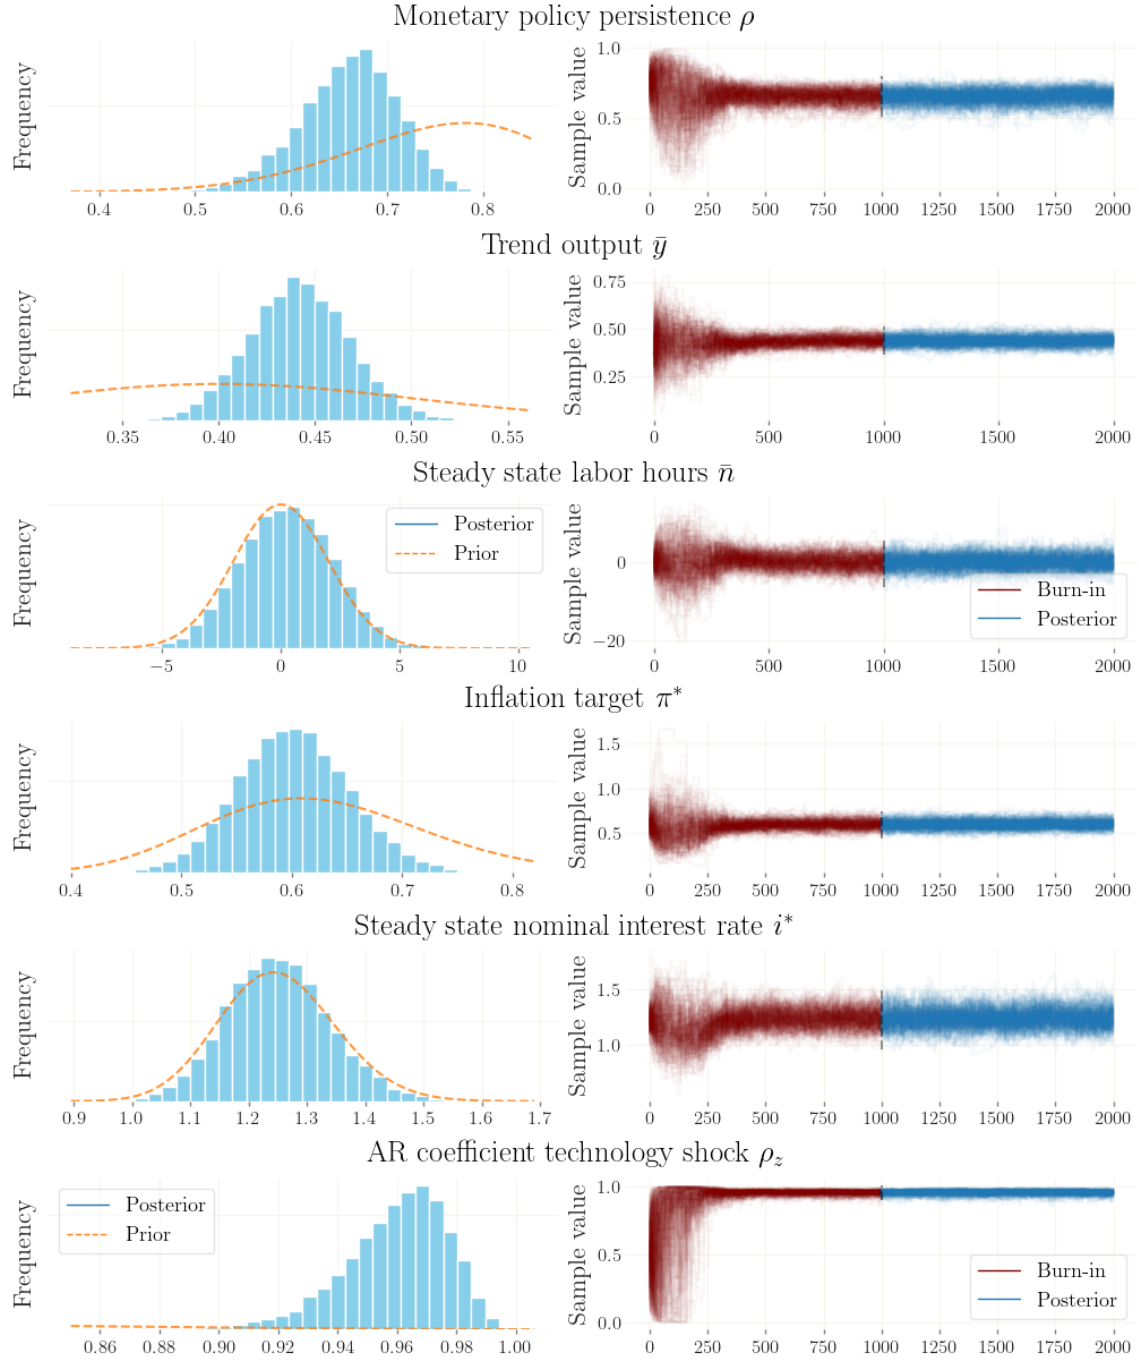 Monetary policy persistence ρ
Frequency
0.4 0.5 0.6 0.7 0.8
Sample value
1.0
0.5
0.0
0 250 500 750 1000 1250 1500 1750 2000
Trend output ȳ
Frequency
0.35 0.40 0.45 0.50 0.55
Sample value
0.75
0.50
0.25
0 500 1000 1500 2000
Steady state labor hours n̄
Frequency
Posterior
Prior
−5 0 5 10
Sample value
0
−20
Burn-in
Posterior
0 500 1000 1500 2000
Inflation target π*
Frequency
0.4 0.5 0.6 0.7 0.8
Sample value
1.5
1.0
0.5
0 250 500 750 1000 1250 1500 1750 2000
Steady state nominal interest rate i*
Frequency
0.9 1.0 1.1 1.2 1.3 1.4 1.5 1.6 1.7
Sample value
1.5
1.0
0 250 500 750 1000 1250 1500 1750 2000
AR coefficient technology shock ρ_z
Frequency
Posterior
Prior
0.86 0.88 0.90 0.92 0.94 0.96 0.98 1.00
Sample value
1.0
0.5
0.0
Burn-in
Posterior
0 250 500 750 1000 1250 1500 1750 2000